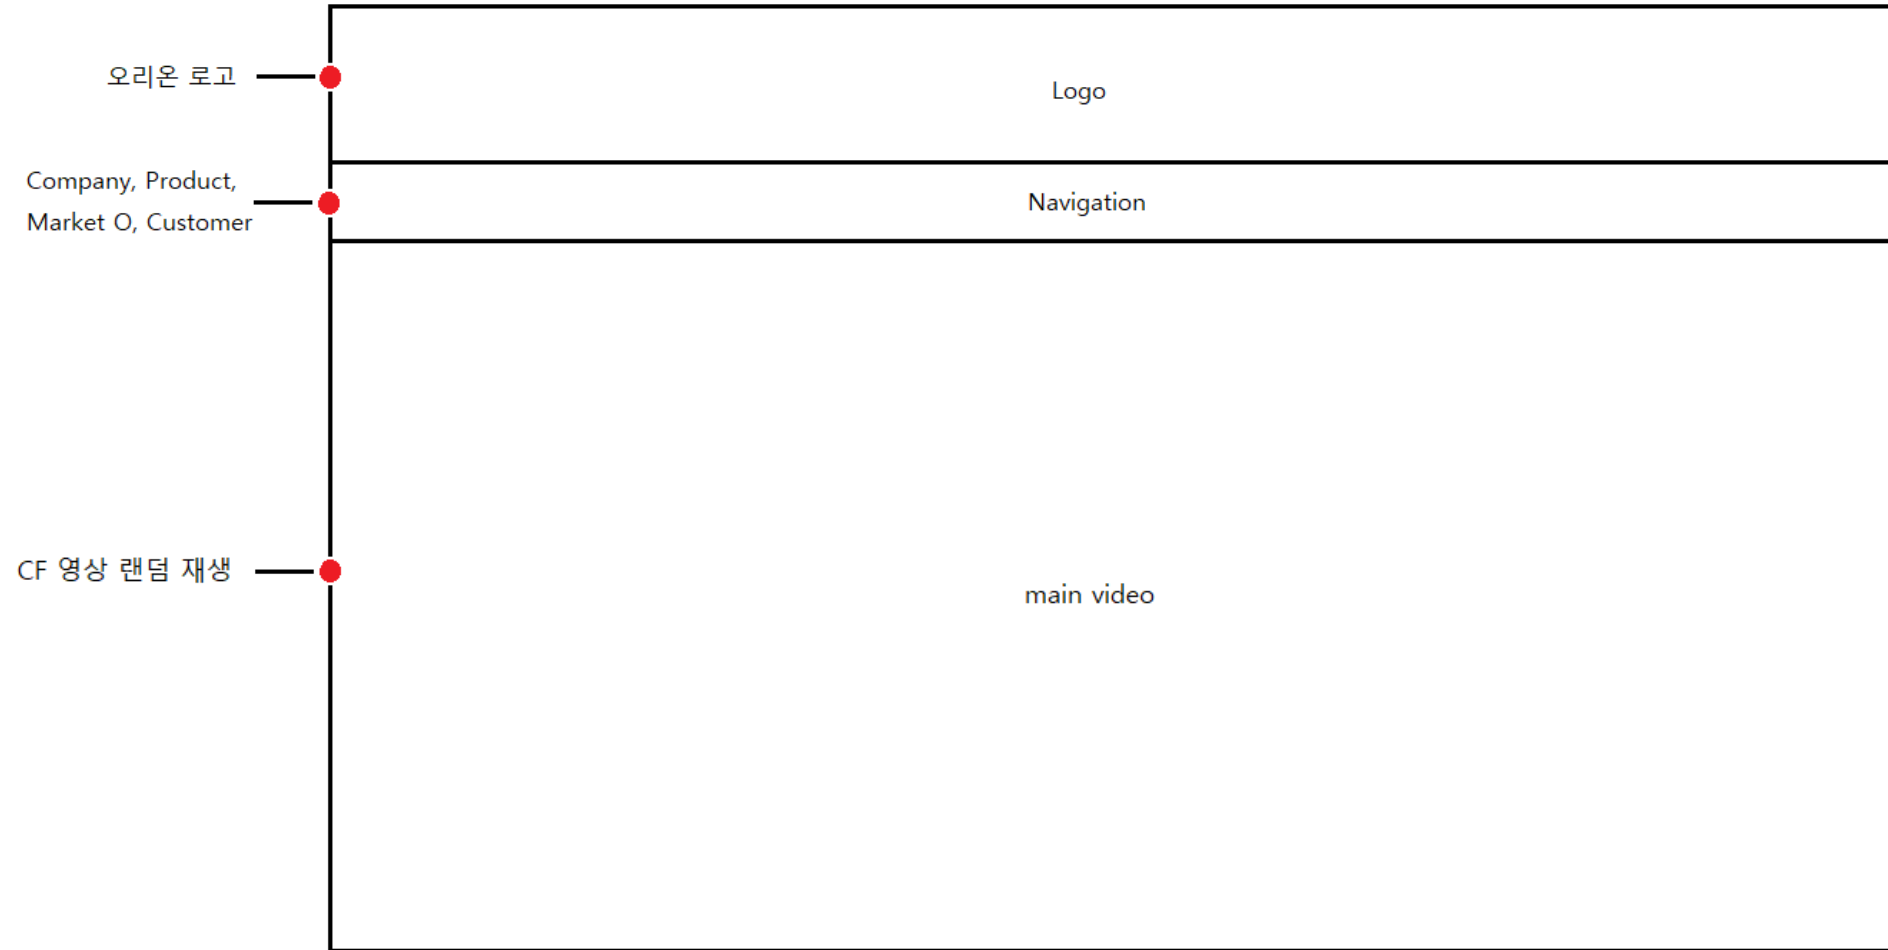 오리온 로고
Logo
Company, Product,
Market O, Customer
Navigation
CF 영상 랜덤 재생
main video